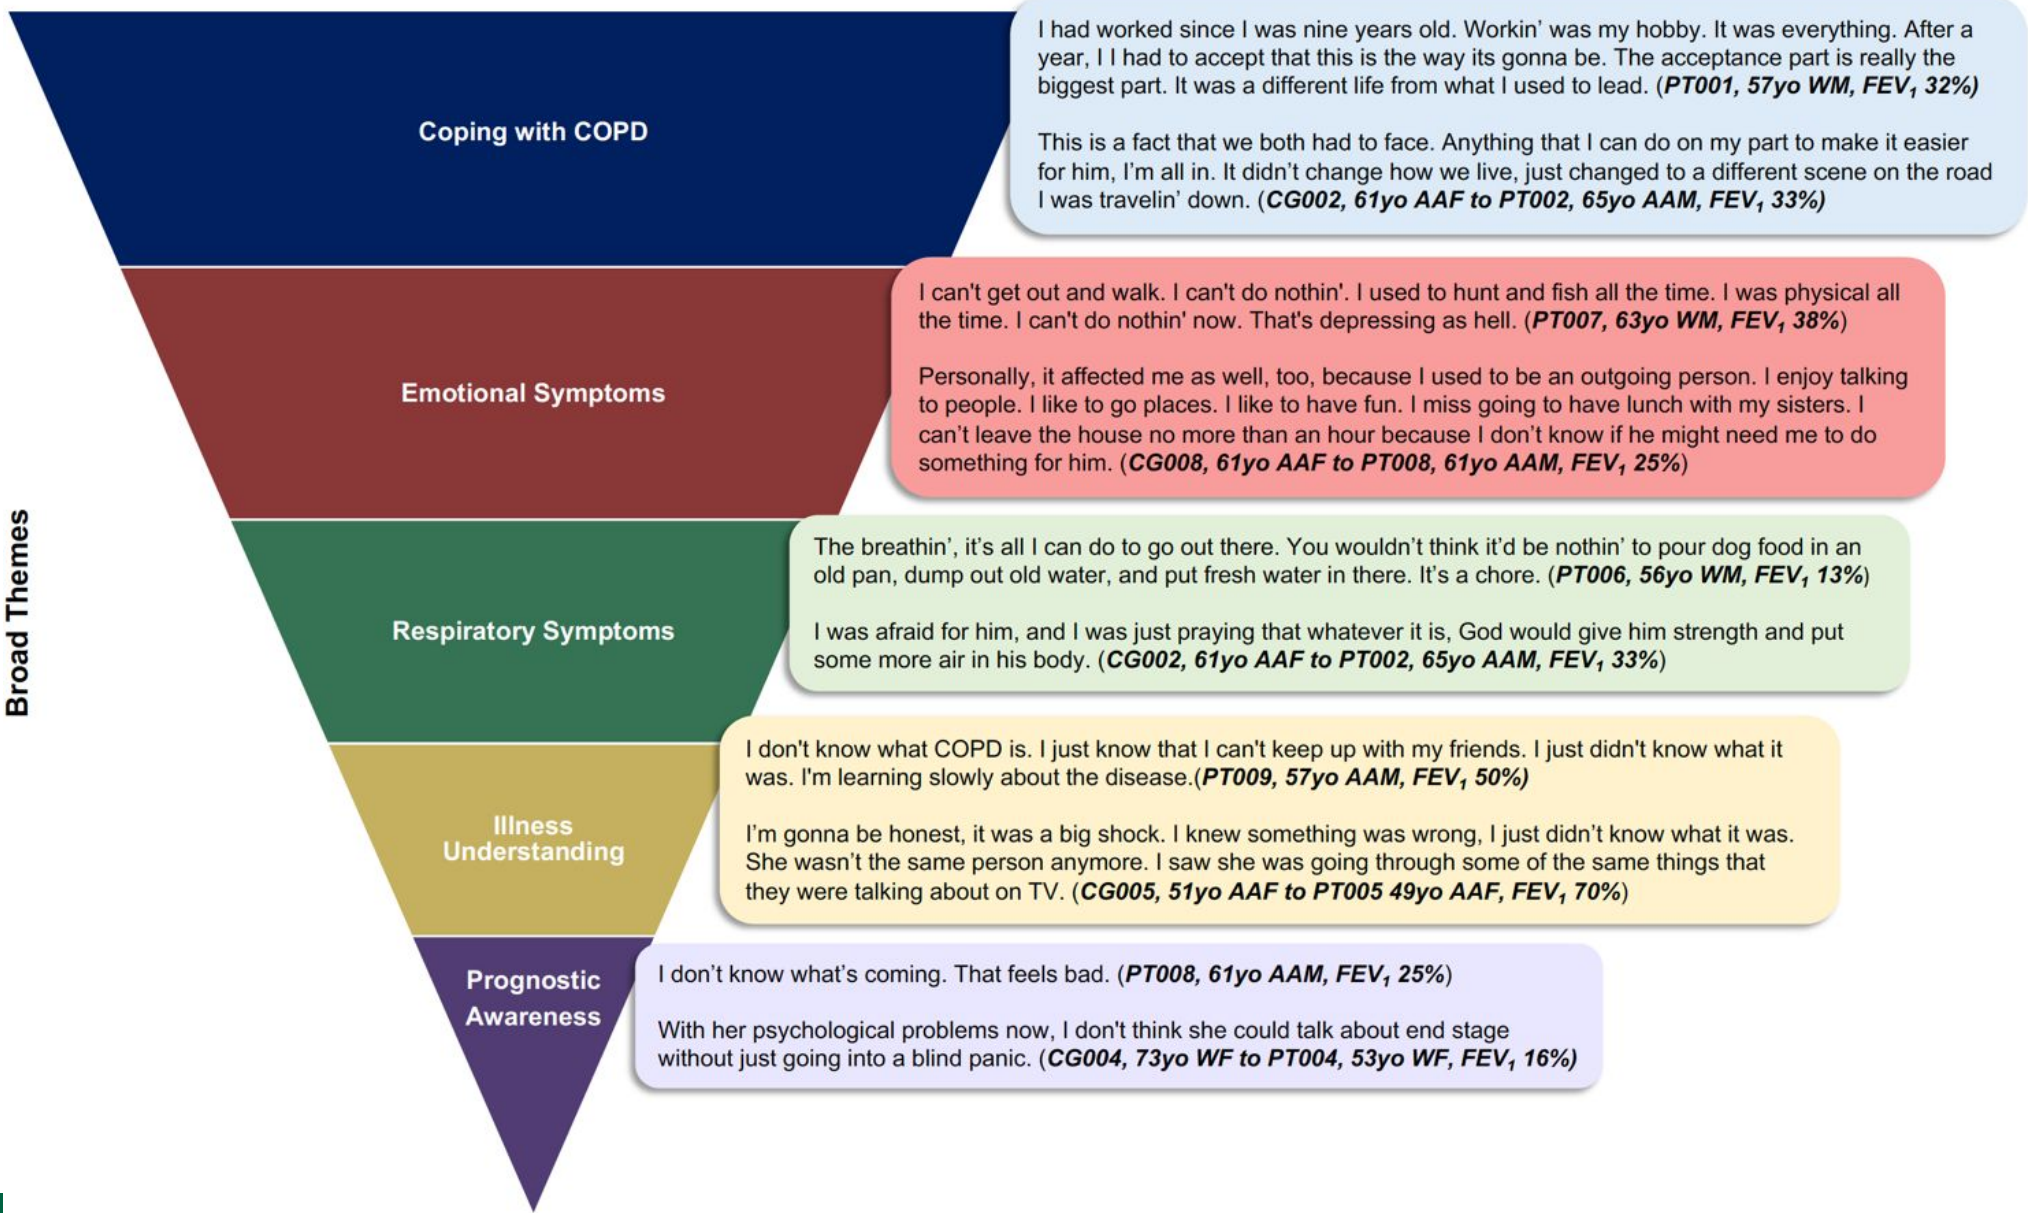 Broad Themes
Coping with COPD
I had worked since I was nine years old. Workin’ was my hobby. It was everything. After a
year, I I had to accept that this is the way its gonna be. The acceptance part is really the
biggest part. It was a different life from what I used to lead. (PT001, 57yo WM, FEV₁ 32%)
This is a fact that we both had to face. Anything that I can do on my part to make it easier
for him, I’m all in. It didn’t change how we live, just changed to a different scene on the road
I was travelin’ down. (CG002, 61yo AAF to PT002, 65yo AAM, FEV₁ 33%)
Emotional Symptoms
I can't get out and walk. I can't do nothin'. I used to hunt and fish all the time. I was physical all
the time. I can't do nothin' now. That's depressing as hell. (PT007, 63yo WM, FEV₁ 38%)
Personally, it affected me as well, too, because I used to be an outgoing person. I enjoy talking
to people. I like to go places. I like to have fun. I miss going to have lunch with my sisters. I
can’t leave the house no more than an hour because I don’t know if he might need me to do
something for him. (CG008, 61yo AAF to PT008, 61yo AAM, FEV₁ 25%)
Respiratory Symptoms
The breathin’, it’s all I can do to go out there. You wouldn’t think it’d be nothin’ to pour dog food in an
old pan, dump out old water, and put fresh water in there. It’s a chore. (PT006, 56yo WM, FEV₁ 13%)
I was afraid for him, and I was just praying that whatever it is, God would give him strength and put
some more air in his body. (CG002, 61yo AAF to PT002, 65yo AAM, FEV₁ 33%)
Illness
Understanding
I don't know what COPD is. I just know that I can't keep up with my friends. I just didn't know what it
was. I'm learning slowly about the disease.(PT009, 57yo AAM, FEV₁ 50%)
I’m gonna be honest, it was a big shock. I knew something was wrong, I just didn’t know what it was.
She wasn’t the same person anymore. I saw she was going through some of the same things that
they were talking about on TV. (CG005, 51yo AAF to PT005 49yo AAF, FEV₁ 70%)
Prognostic
Awareness
I don’t know what’s coming. That feels bad. (PT008, 61yo AAM, FEV₁ 25%)
With her psychological problems now, I don't think she could talk about end stage
without just going into a blind panic. (CG004, 73yo WF to PT004, 53yo WF, FEV₁ 16%)